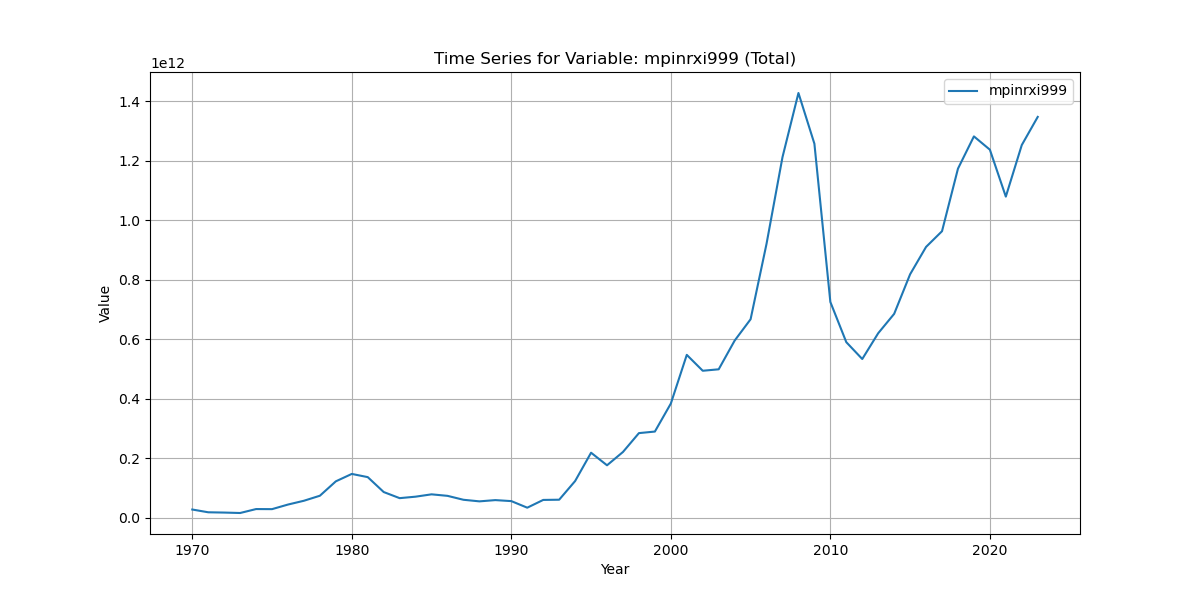 Time Series for Variable: mpinrxi999 (Total)
1e12
mpinrxi999
1.4
1.2
1.0
0.8
0.6
0.4
0.2
0.0
Value
1970 1980 1990 2000 2010 2020
Year